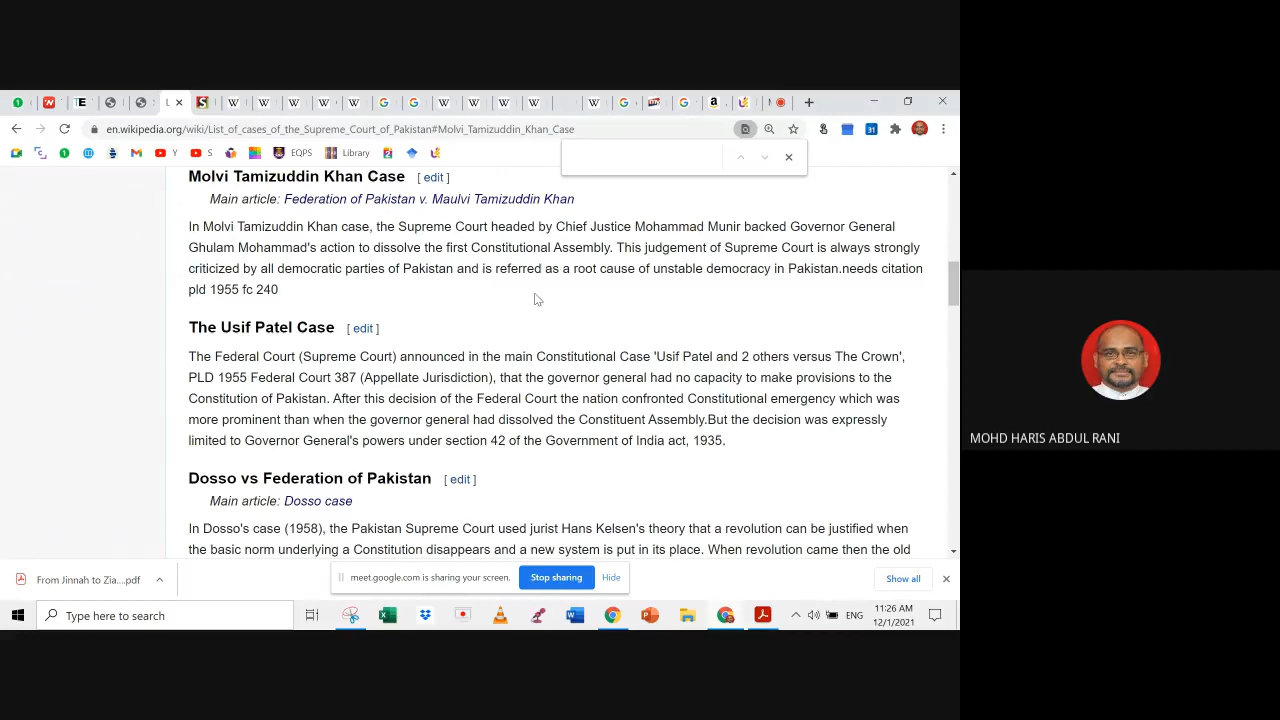 en.wikipedia.org/wiki/List_of_cases_of_the_Supreme_Court_of_Pakistan#Molvi_Tamizuddin_Khan_Case
Y S EQPS Library
Molvi Tamizuddin Khan Case [ edit ]
Main article: Federation of Pakistan v. Maulvi Tamizuddin Khan
In Molvi Tamizuddin Khan case, the Supreme Court headed by Chief Justice Mohammad Munir backed Governor General
Ghulam Mohammad's action to dissolve the first Constitutional Assembly. This judgement of Supreme Court is always strongly
criticized by all democratic parties of Pakistan and is referred as a root cause of unstable democracy in Pakistan.needs citation
pld 1955 fc 240
The Usif Patel Case [ edit ]
The Federal Court (Supreme Court) announced in the main Constitutional Case 'Usif Patel and 2 others versus The Crown',
PLD 1955 Federal Court 387 (Appellate Jurisdiction), that the governor general had no capacity to make provisions to the
Constitution of Pakistan. After this decision of the Federal Court the nation confronted Constitutional emergency which was
more prominent than when the governor general had dissolved the Constituent Assembly.But the decision was expressly
limited to Governor General's powers under section 42 of the Government of India act, 1935.
Dosso vs Federation of Pakistan [ edit ]
Main article: Dosso case
In Dosso's case (1958), the Pakistan Supreme Court used jurist Hans Kelsen's theory that a revolution can be justified when
the basic norm underlying a Constitution disappears and a new system is put in its place. When revolution came then the old
From Jinnah to Zia....pdf
meet.google.com is sharing your screen. Stop sharing Hide
Show all
Type here to search
ENG
11:26 AM
12/1/2021
MOHD HARIS ABDUL RANI